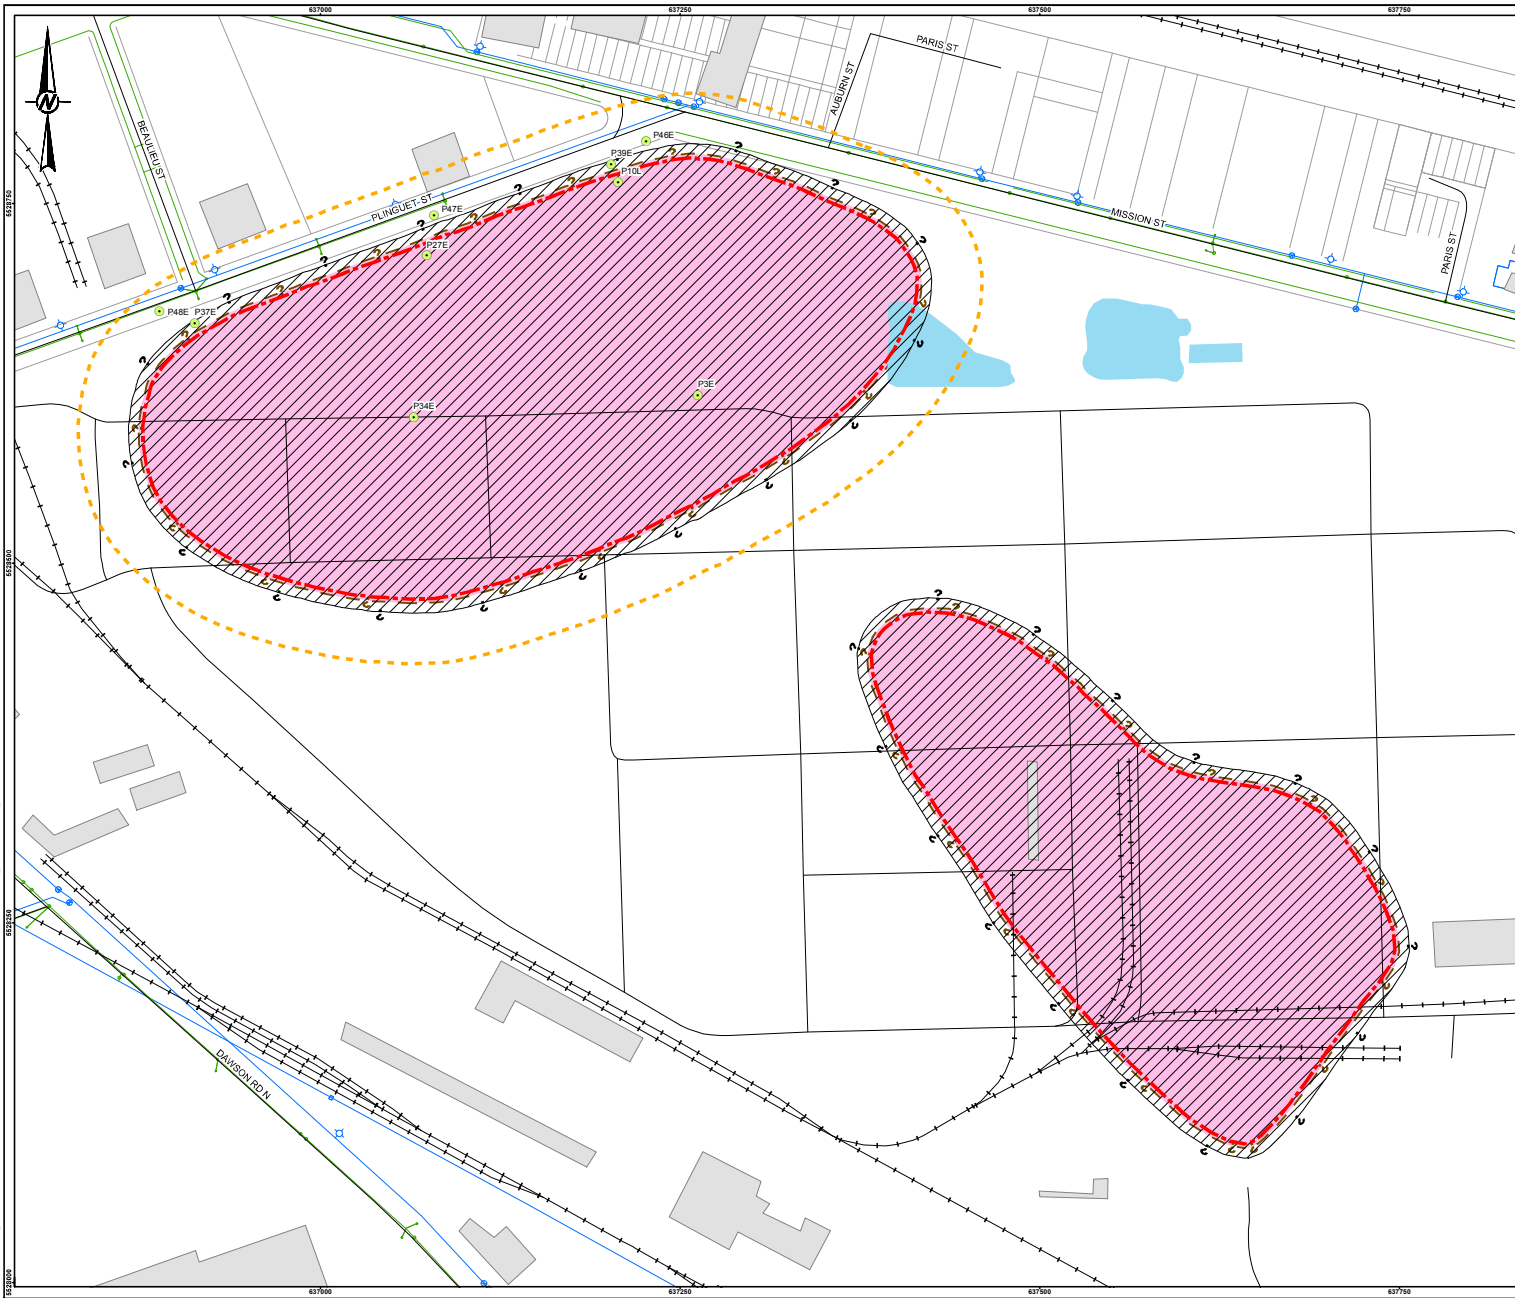 637000
637250
637500
637750
PARIS ST
AUBURN ST
BEAULIEU ST
N
P46E
P39E
P10L
PLINGUET ST
P47E
MISSION ST
5528750
P27E
PARIS ST
P48E
P37E
P3E
P34E
5528500
5528250
DAWSON RD N
5528000
637000
637250
637500
637750